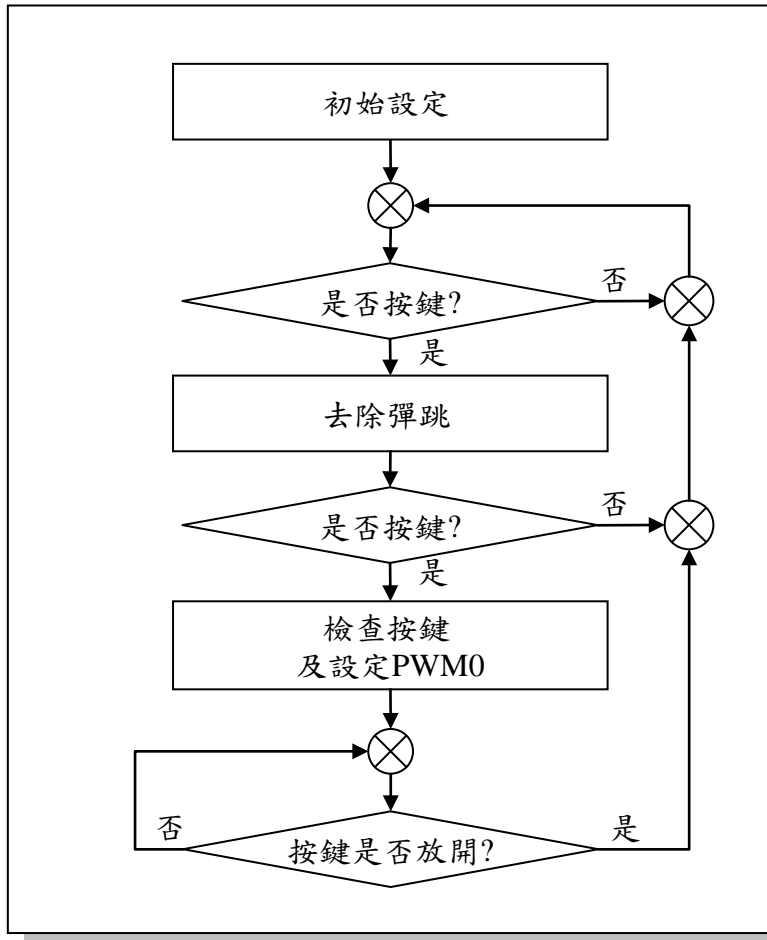 初始設定
是否按鍵?
否
是
去除彈跳
是否按鍵?
否
是
檢查按鍵
及設定PWM0
否
按鍵是否放開?
是